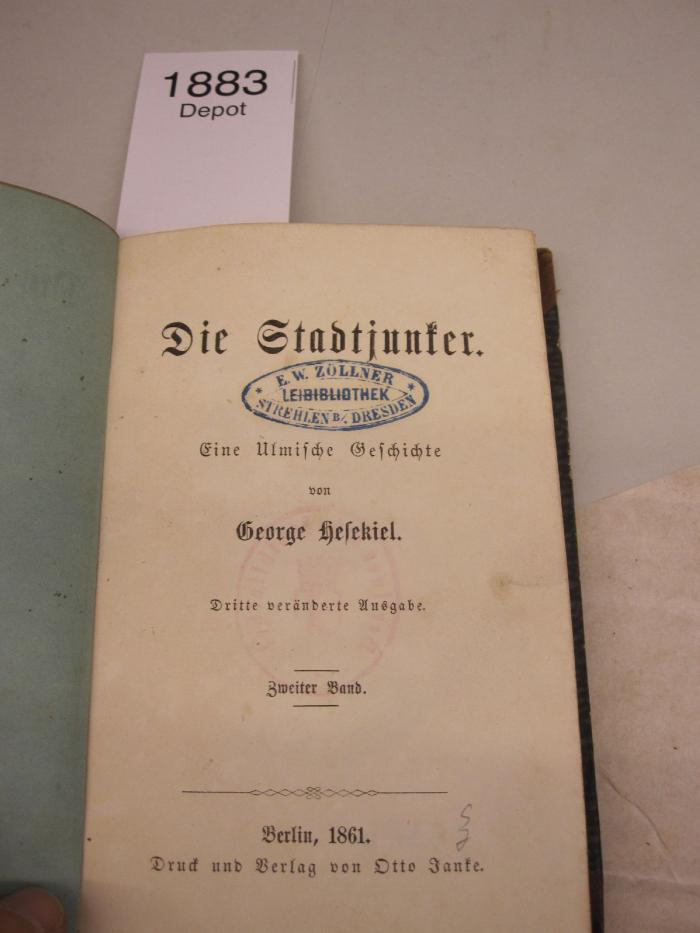 1883
Depot
Die Stadtjunker.
E. W. ZÖLLNER
LEIBIBLIOTHEK
STREHLEN B/. DRESDEN
Eine Ulmiſche Geſchichte
von
George Heſekiel.
Dritte veränderte Ausgabe.
Zweiter Band.
Berlin, 1861.
Druck und Verlag von Otto Janke.